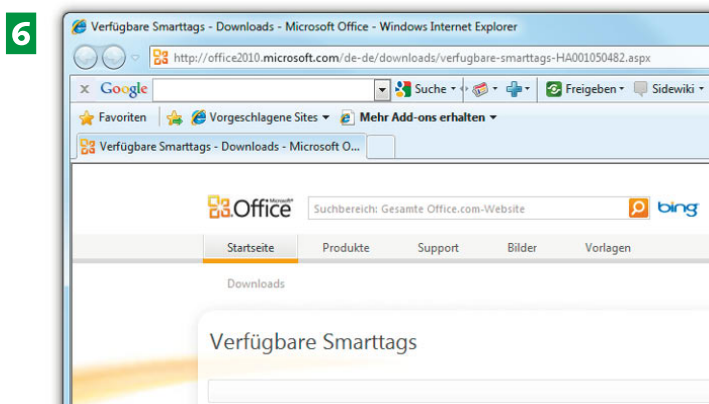 6
Verfügbare Smarttags - Downloads - Microsoft Office - Windows Internet Explorer
http://office2010.microsoft.com/de-de/downloads/verfugbare-smarttags-HA001050482.aspx
x Google Suche Freigeben Sidewiki
Favoriten Vorgeschlagene Sites Mehr Add-ons erhalten
Verfügbare Smarttags - Downloads - Microsoft O...
Microsoft®
Office Suchbereich: Gesamte Office.com-Website bing
Startseite Produkte Support Bilder Vorlagen
Downloads
Verfügbare Smarttags